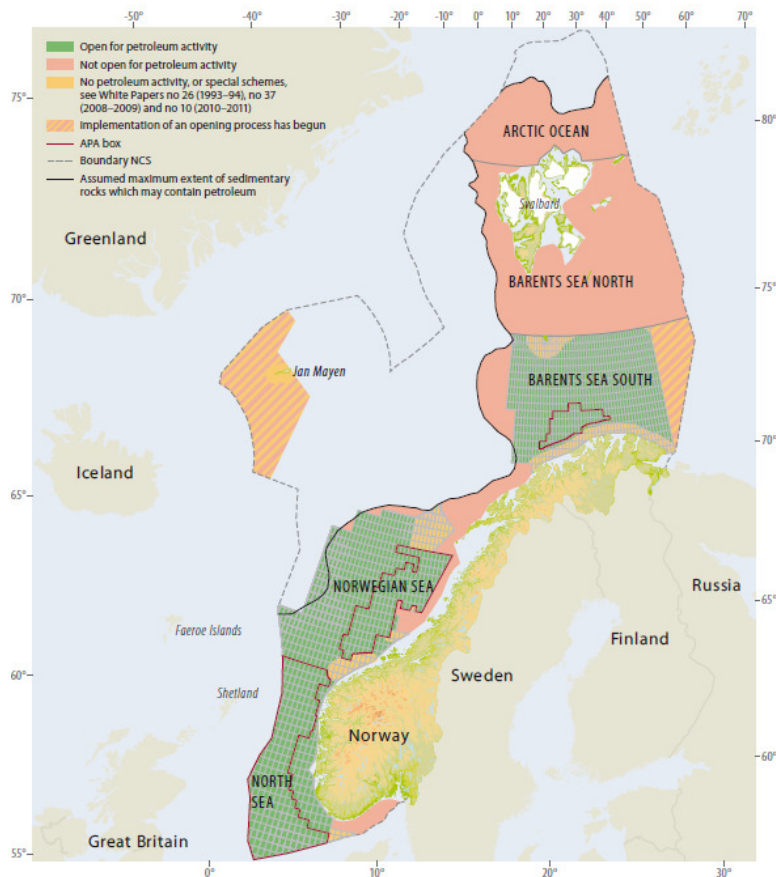 -50° -30° -20° -10° 0° 10° 20° 30° 40° 50° 60° 70°
Open for petroleum activity
Not open for petroleum activity
No petroleum activity, or special schemes,
see White Papers no 26 (1993–94), no 37
(2008–2009) and no 10 (2010–2011)
Implementation of an opening process has begun
APA box
Boundary NCS
Assumed maximum extent of sedimentary
rocks which may contain petroleum
75°
80°
ARCTIC OCEAN
Svalbard
Greenland
BARENTS SEA NORTH
70°
75°
Jan Mayen
BARENTS SEA SOUTH
70°
Iceland
65°
NORWEGIAN SEA
Russia
65°
Faeroe Islands
Finland
Sweden
60°
Shetland
Norway
60°
NORTH
SEA
Great Britain
55°
0° 10° 20° 30°